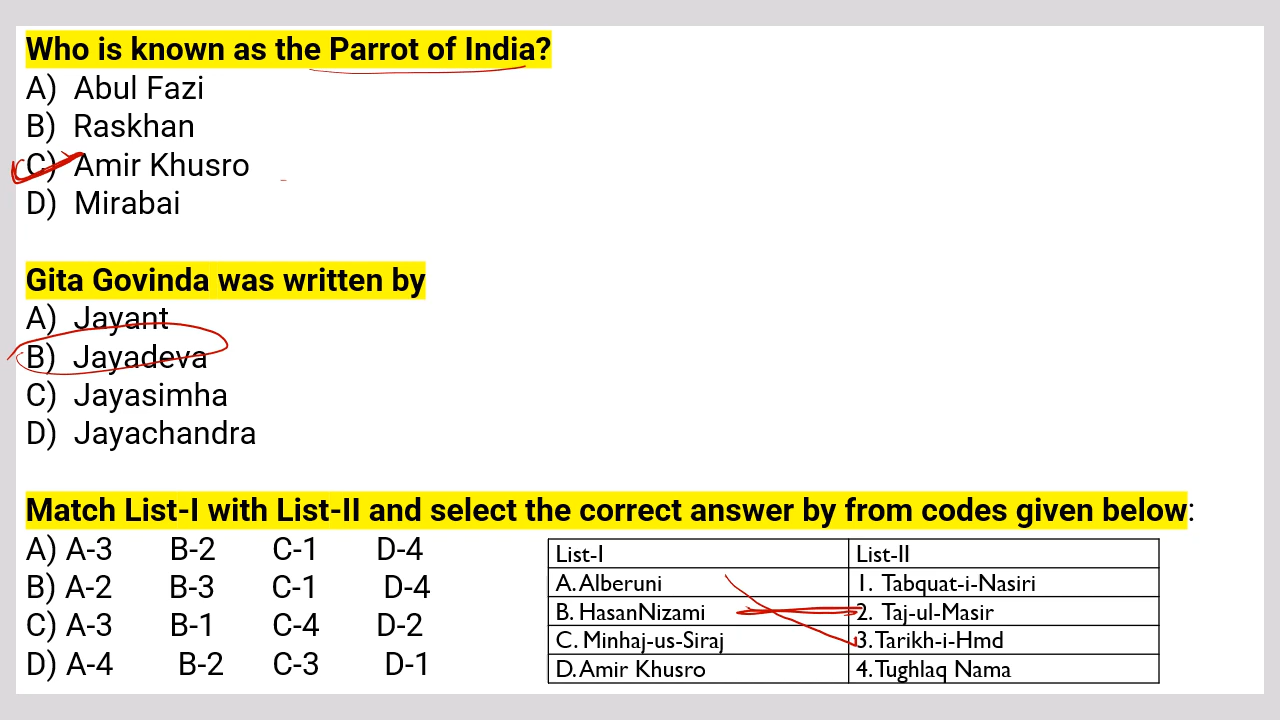 Who is known as the Parrot of India?
A) Abul Fazi
B) Raskhan
C) Amir Khusro
D) Mirabai
Gita Govinda was written by
A) Jayant
B) Jayadeva
C) Jayasimha
D) Jayachandra
Match List-I with List-II and select the correct answer by from codes given below:
A) A-3 B-2 C-1 D-4
B) A-2 B-3 C-1 D-4
C) A-3 B-1 C-4 D-2
D) A-4 B-2 C-3 D-1
List-I List-II
A. Alberuni 1. Tabquat-i-Nasiri
B. HasanNizami 2. Taj-ul-Masir
C. Minhaj-us-Siraj 3. Tarikh-i-Hmd
D. Amir Khusro 4. Tughlaq Nama